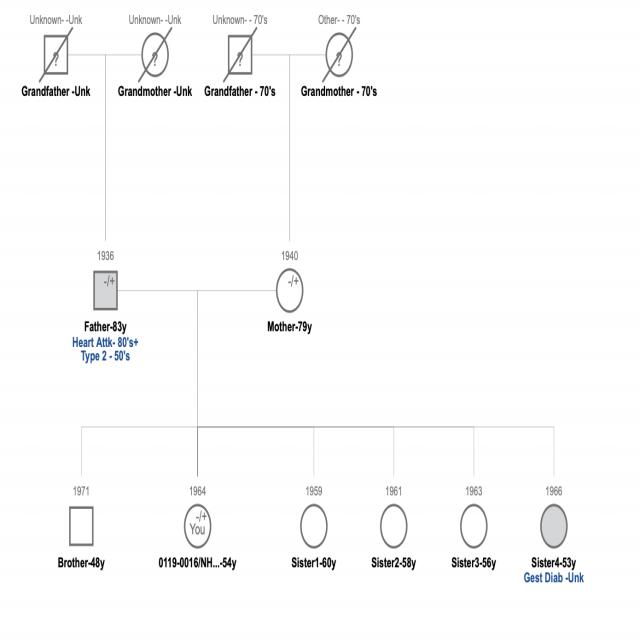 Unknown- -Unk
Unknown- -Unk
Unknown- - 70's
Other- - 70's
?
?
?
?
Grandfather -Unk
Grandmother -Unk
Grandfather - 70's
Grandmother - 70's
1936
1940
-/+
-/+
Father-83y
Mother-79y
Heart Attk- 80's+
Type 2 - 50's
1971
1964
1959
1961
1963
1966
-/+
You
Brother-48y
0119-0016/NH...-54y
Sister1-60y
Sister2-58y
Sister3-56y
Sister4-53y
Gest Diab -Unk